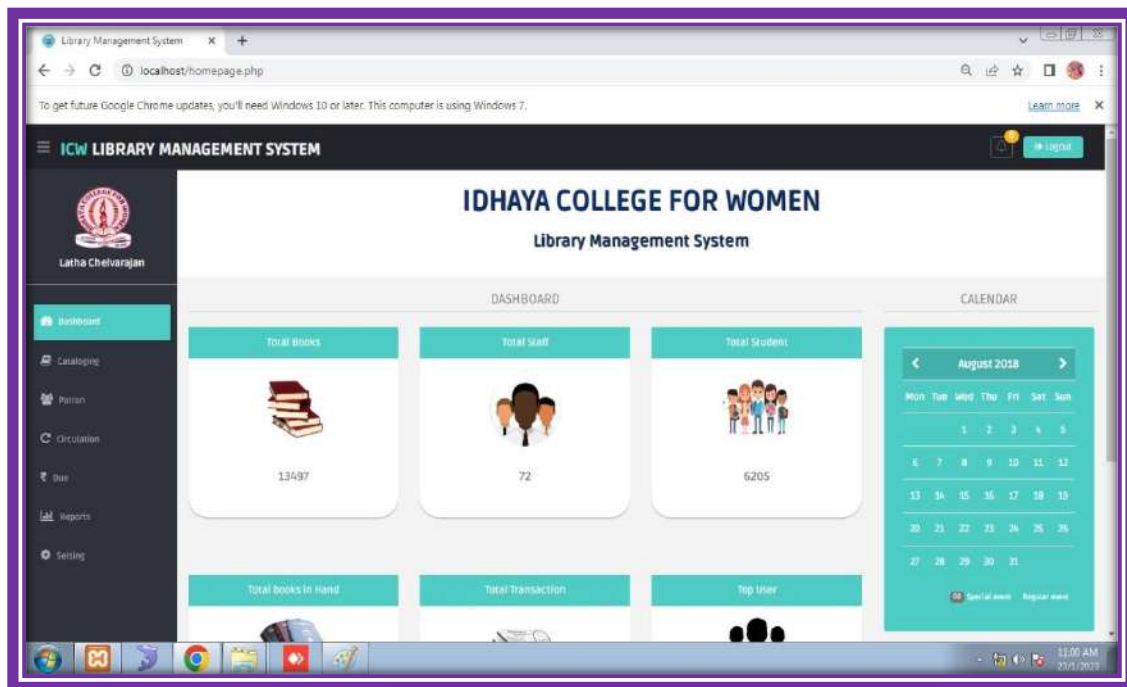 Library Management System
localhost/homepage.php
To get future Google Chrome updates, you'll need Windows 10 or later. This computer is using Windows 7.
Learn more
ICW LIBRARY MANAGEMENT SYSTEM
Logout
IDHAYA COLLEGE FOR WOMEN
Library Management System
Latha Chelvarajan
DASHBOARD
CALENDAR
Dashboard
Cataloging
Patron
Circulation
₹ Due
Reports
Setting
Total Books
Total Staff
Total Student
13497
72
6205
Total books in Hand
Total Transaction
Top User
August 2018
Mon Tue Wed Thu Fri Sat Sun
1 2 3 4 5
6 7 8 9 10 11 12
13 14 15 16 17 18 19
20 21 22 23 24 25 26
27 28 29 30 31
Special event Regular event
11:00 AM